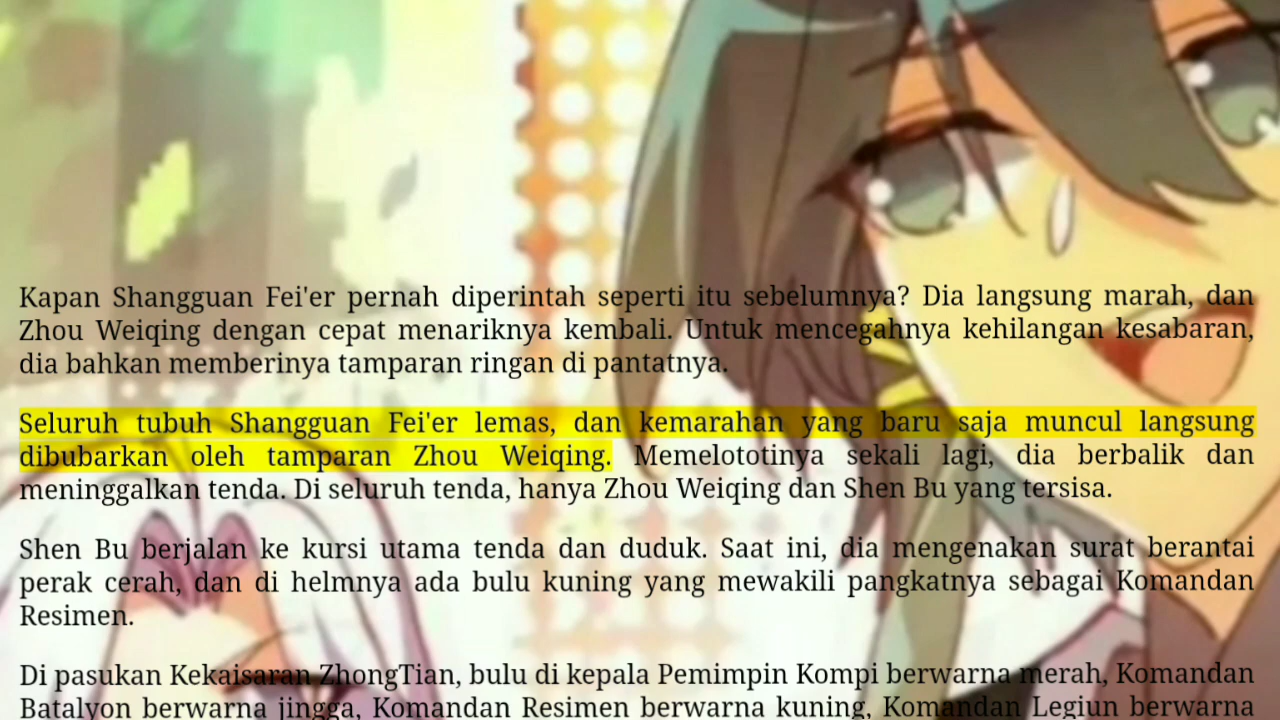 Kapan Shangguan Fei'er pernah diperintah seperti itu sebelumnya? Dia langsung marah, dan
Zhou Weiqing dengan cepat menariknya kembali. Untuk mencegahnya kehilangan kesabaran,
dia bahkan memberinya tamparan ringan di pantatnya.
Seluruh tubuh Shangguan Fei'er lemas, dan kemarahan yang baru saja muncul langsung
dibubarkan oleh tamparan Zhou Weiqing. Memelototinya sekali lagi, dia berbalik dan
meninggalkan tenda. Di seluruh tenda, hanya Zhou Weiqing dan Shen Bu yang tersisa.
Shen Bu berjalan ke kursi utama tenda dan duduk. Saat ini, dia mengenakan surat berantai
perak cerah, dan di helmnya ada bulu kuning yang mewakili pangkatnya sebagai Komandan
Resimen.
Di pasukan Kekaisaran ZhongTian, bulu di kepala Pemimpin Kompi berwarna merah, Komandan
Batalyon berwarna jingga, Komandan Resimen berwarna kuning, Komandan Legiun berwarna